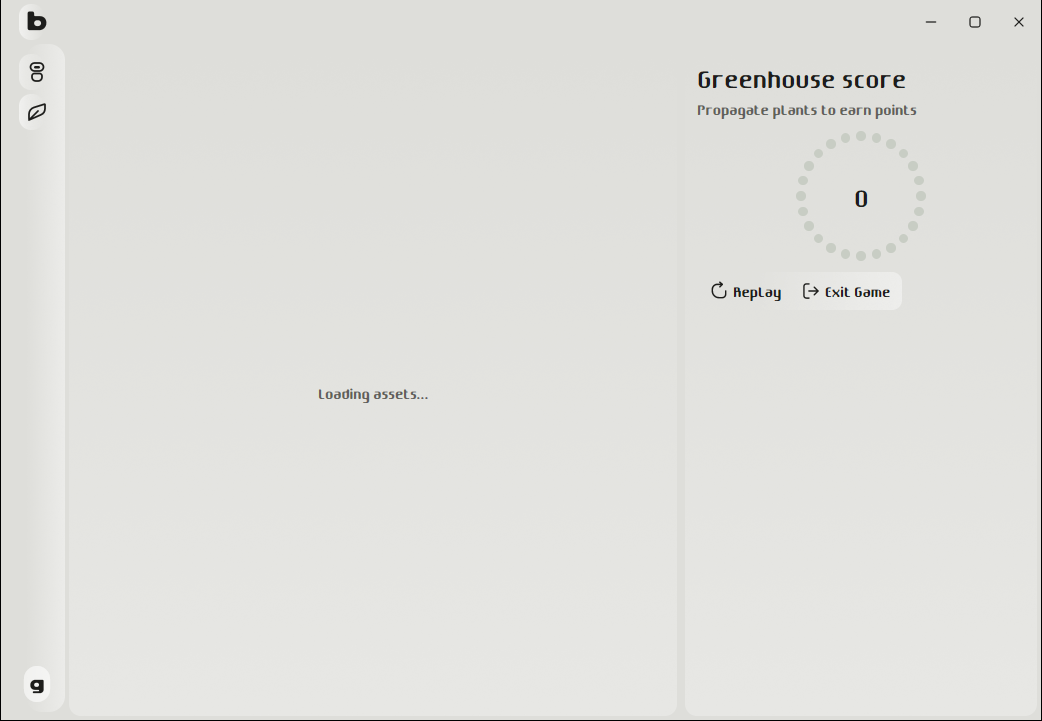 b
Greenhouse score
Propagate plants to earn points
0
Replay
Exit Game
Loading assets...
g